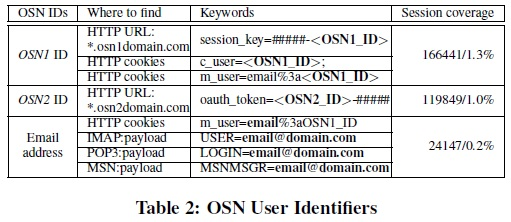 OSN IDs Where to find Keywords Session coverage
OSN1 ID HTTP URL: *.osn1domain.com session_key=#####-<OSN1_ID> 166441/1.3%
HTTP cookies c_user=<OSN1_ID>;
HTTP cookies m_user=email%3a<OSN1_ID>
OSN2 ID HTTP URL: *.osn2domain.com oauth_token=<OSN2_ID>-##### 119849/1.0%
Email address HTTP cookies m_user=email%3aOSN1_ID 24147/0.2%
IMAP:payload USER=email@domain.com
POP3:payload LOGIN=email@domain.com
MSN:payload MSNMSGR=email@domain.com
Table 2: OSN User Identifiers